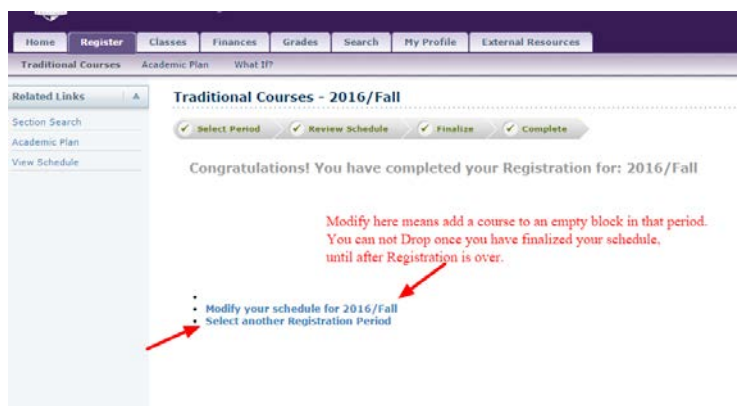 Home Register Classes Finances Grades Search My Profile External Resources
Traditional Courses Academic Plan What If?
Related Links
Section Search
Academic Plan
View Schedule
Traditional Courses - 2016/Fall
Select Period Review Schedule Finalize Complete
Congratulations! You have completed your Registration for: 2016/Fall
Modify here means add a course to an empty block in that period.
You can not Drop once you have finalized your schedule,
until after Registration is over.
Modify your schedule for 2016/Fall
Select another Registration Period